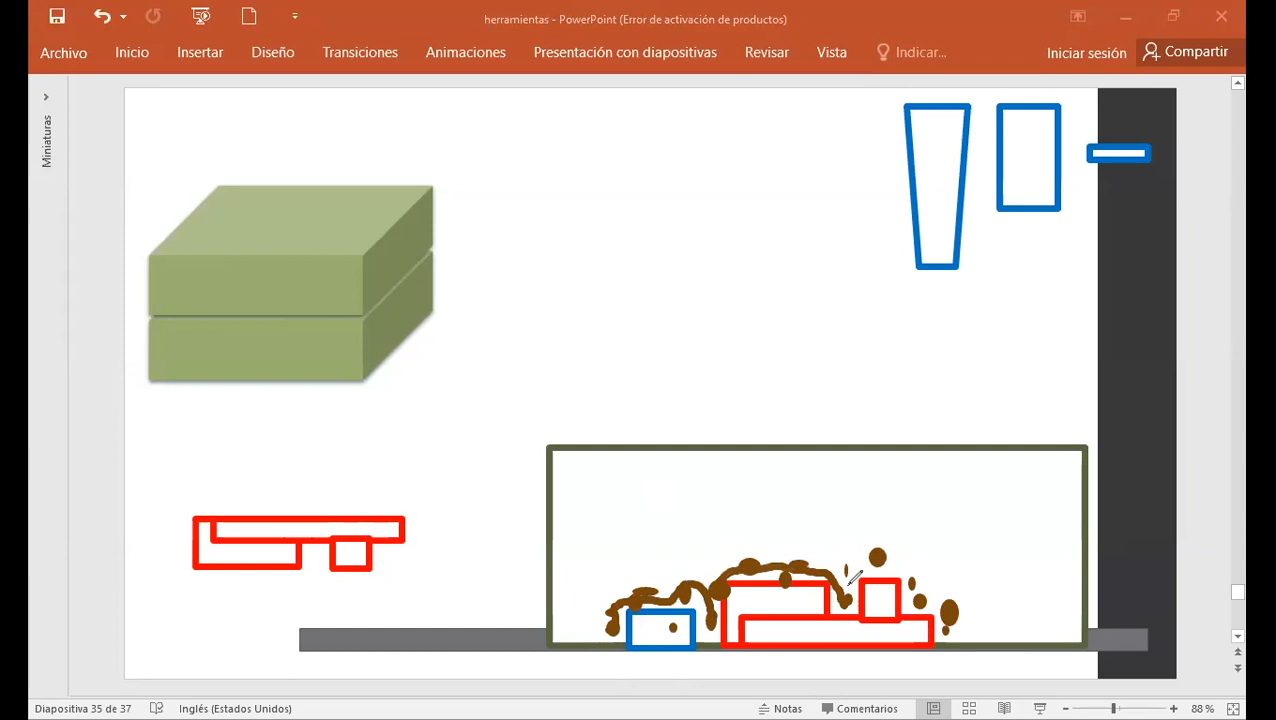 herramientas - PowerPoint (Error de activación de productos)
Archivo Inicio Insertar Diseño Transiciones Animaciones Presentación con diapositivas Revisar Vista Indicar... Iniciar sesión Compartir
Miniaturas
Diapositiva 35 de 37 Inglés (Estados Unidos) Notas Comentarios 88 %